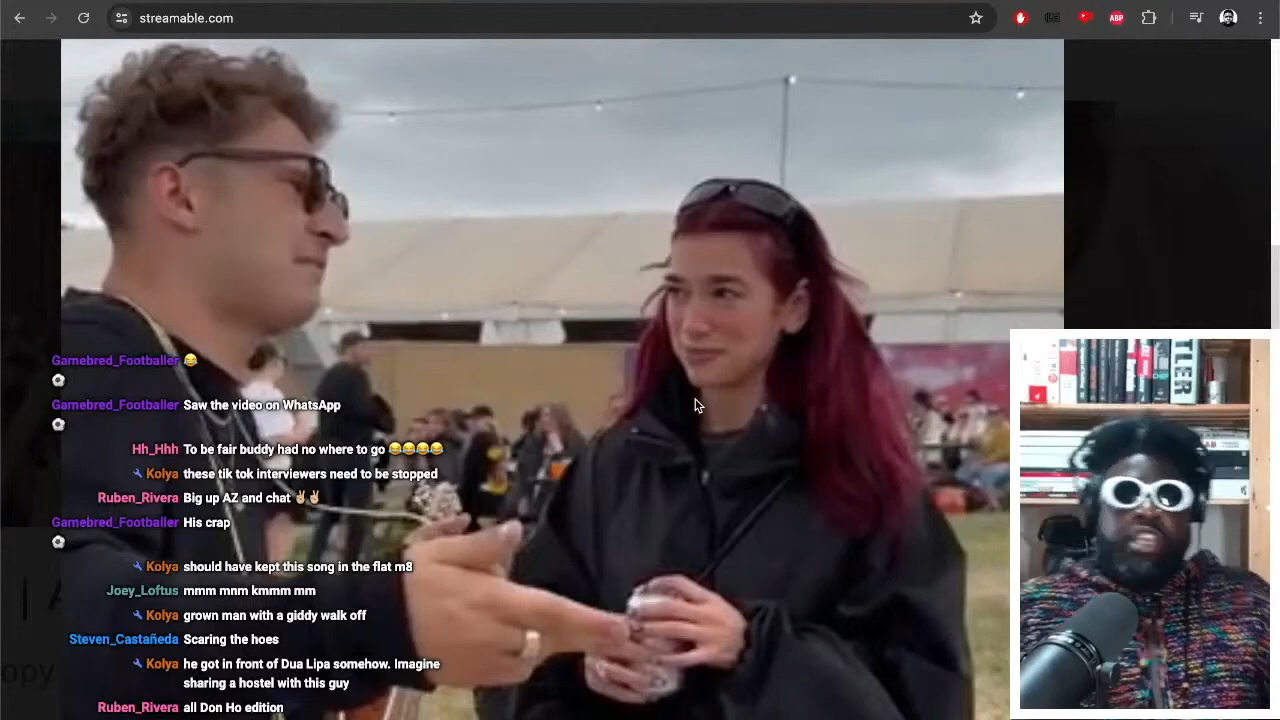 streamable.com
ABP
Gamebred_Footballer 😂
Gamebred_Footballer Saw the video on WhatsApp
Hh_Hhh To be fair buddy had no where to go 😂😂😂😂
Kolya these tik tok interviewers need to be stopped
Ruben_Rivera Big up AZ and chat ✌🏼✌🏼
Gamebred_Footballer His crap
Kolya should have kept this song in the flat m8
Joey_Loftus mmm mnm kmmm mm
Kolya grown man with a giddy walk off
Steven_Castañeda Scaring the hoes
Kolya he got in front of Dua Lipa somehow. Imagine
sharing a hostel with this guy
Ruben_Rivera all Don Ho edition